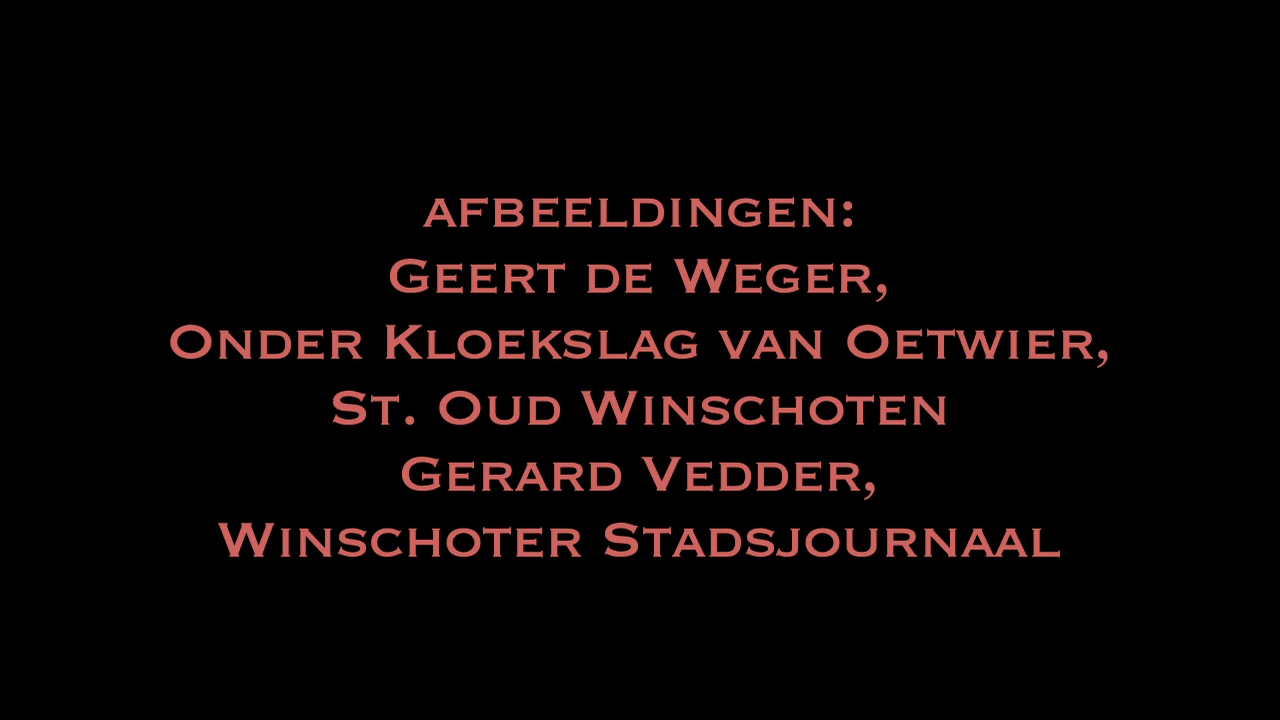 afbeeldingen:
Geert de Weger,
Onder Kloekslag van Oetwier,
St. Oud Winschoten
Gerard Vedder,
Winschoter Stadsjournaal